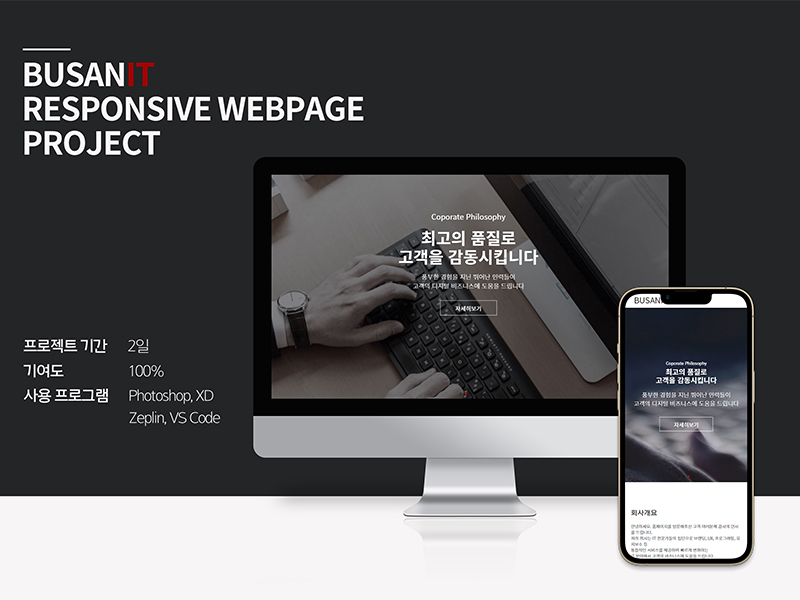 BUSANIT
RESPONSIVE WEBPAGE
PROJECT
프로젝트 기간 2일
기여도 100%
사용 프로그램 Photoshop, XD
Zeplin, VS Code
Coporate Philosophy
최고의 품질로
고객을 감동시킵니다
풍부한 경험을 지닌 뛰어난 인력들이
고객의 디지털 비즈니스에 도움을 드립니다
자세히보기
BUSAN
Coporate Philosophy
최고의 품질로
고객을 감동시킵니다
풍부한 경험을 지닌 뛰어난 인력들이
고객의 디지털 비즈니스에 도움을 드립니다
자세히보기
회사개요